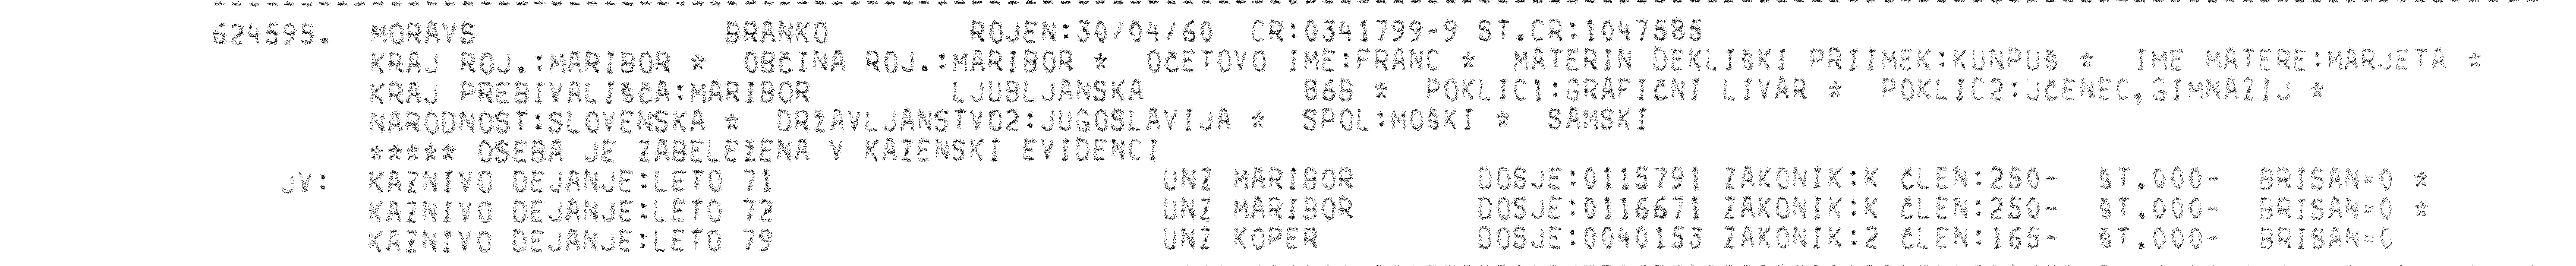 624595. MORAVS BRANKO ROJEN:30/04/60 CR:0341799-9 ST.CR:1047585
KRAJ ROJ.:MARIBOR * OBČINA ROJ.:MARIBOR * OČETOVO IME:FRANC * MATERIN DEKLIŠKI PRIIMEK:KUNPUŠ * IME MATERE:MARJETA *
KRAJ PREBIVALIŠČA:MARIBOR LJUBLJANSKA 86B * POKLIC1:GRAFIČNI LIVAR * POKLIC2:UČENEC,GIMNAZIJ *
NARODNOST:SLOVENSKA * DRŽAVLJANSTVO2:JUGOSLAVIJA * SPOL:MOŠKI * SAMSKI
***** OSEBA JE ZABELEŽENA V KAZENSKI EVIDENCI
JV: KAZNIVO DEJANJE:LETO 71 UNZ MARIBOR DOSJE:0115791 ZAKONIK:K ČLEN:250- ŠT.000- BRISAN=0 *
KAZNIVO DEJANJE:LETO 72 UNZ MARIBOR DOSJE:0116671 ZAKONIK:K ČLEN:250- ŠT.000- BRISAN=0 *
KAZNIVO DEJANJE:LETO 79 UNZ KOPER DOSJE:0040153 ZAKONIK:2 ČLEN:165- ŠT.000- BRISAN=0